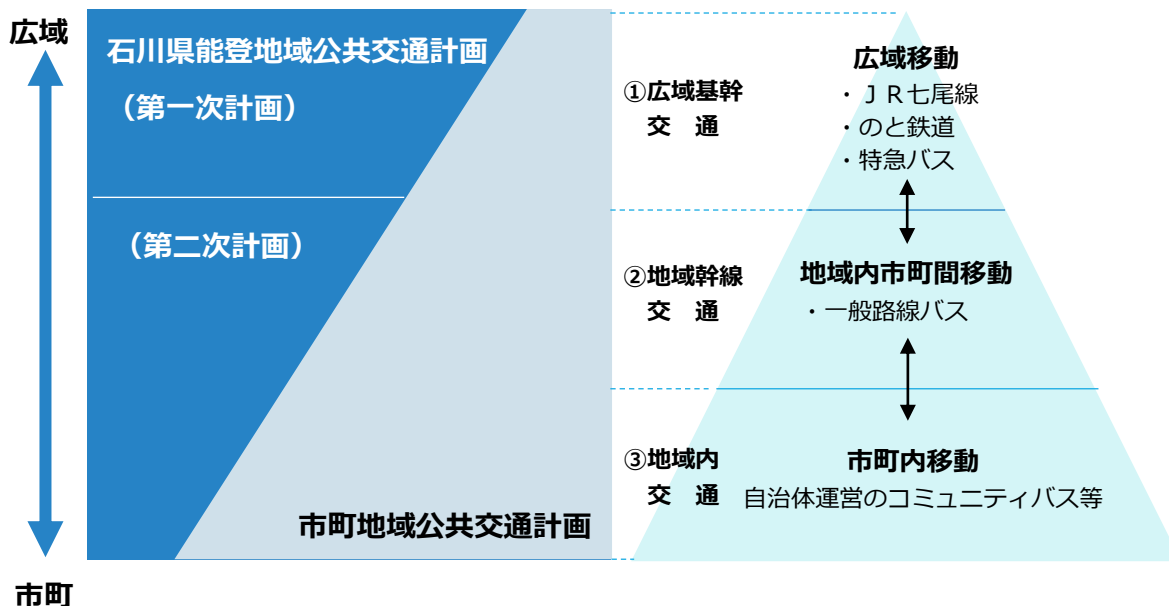 広域
石川県能登地域公共交通計画
（第一次計画）
（第二次計画）
市町地域公共交通計画
市町
①広域基幹
交　通
②地域幹線
交　通
③地域内
交　通
広域移動
・ＪＲ七尾線
・のと鉄道
・特急バス
地域内市町間移動
・一般路線バス
市町内移動
自治体運営のコミュニティバス等